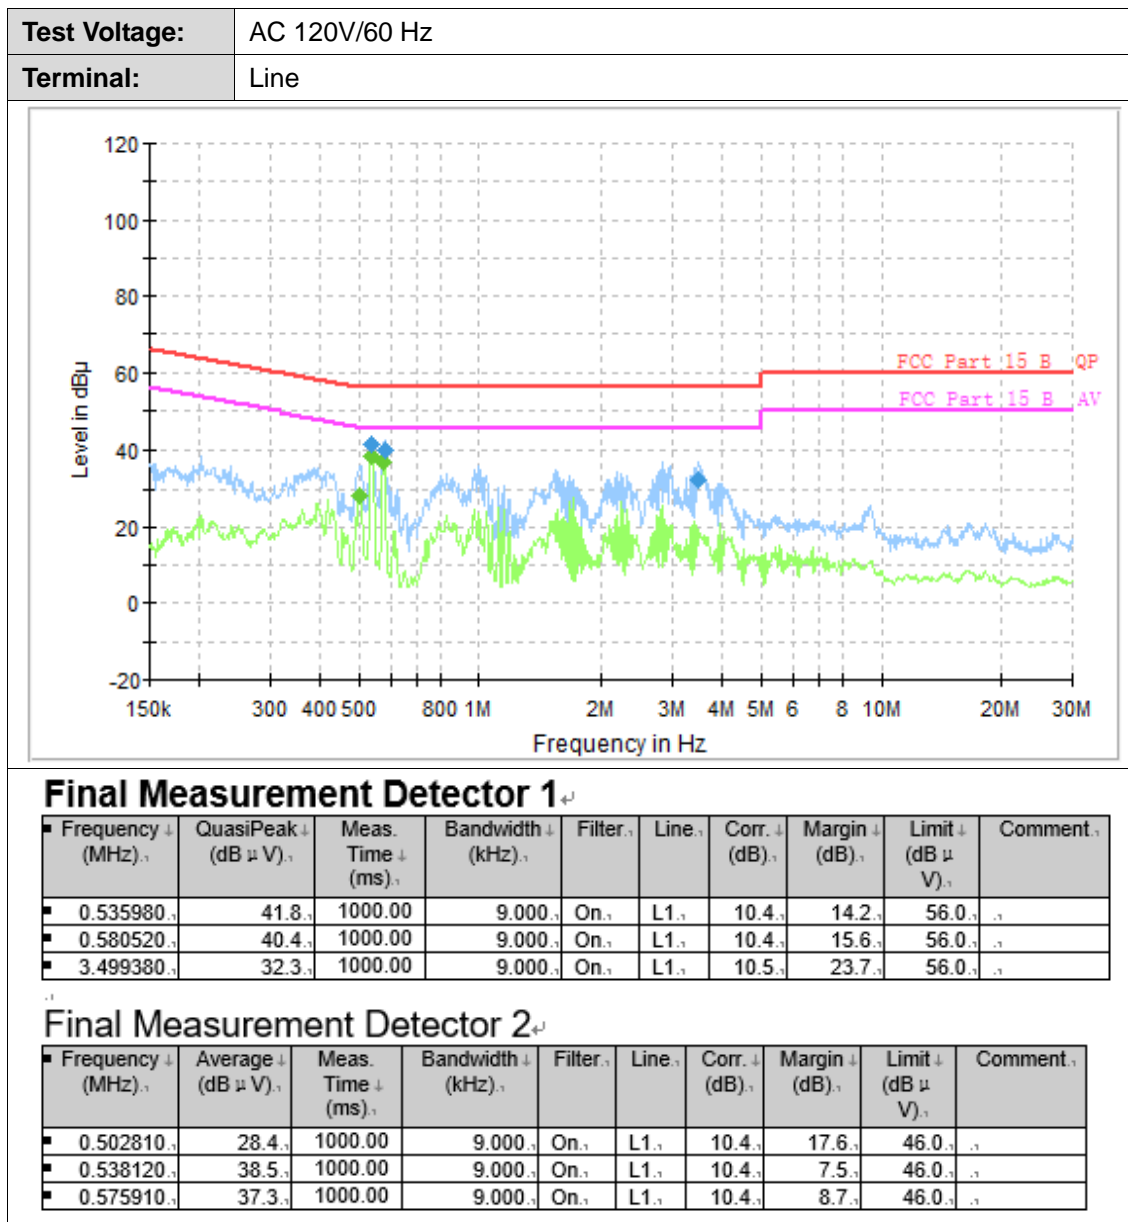 Test Voltage: AC 120V/60 Hz
Terminal: Line
120
100
80
60
40
20
0
-20
Level in dBµ
FCC Part 15 B QP
FCC Part 15 B AV
150k 300 400 500 800 1M 2M 3M 4M 5M 6 8 10M 20M 30M
Frequency in Hz
Final Measurement Detector 1
Frequency (MHz) QuasiPeak (dB µ V) Meas. Time (ms) Bandwidth (kHz) Filter Line Corr. (dB) Margin (dB) Limit (dB µ V) Comment
0.535980 41.8 1000.00 9.000 On L1 10.4 14.2 56.0
0.580520 40.4 1000.00 9.000 On L1 10.4 15.6 56.0
3.499380 32.3 1000.00 9.000 On L1 10.5 23.7 56.0
Final Measurement Detector 2
Frequency (MHz) Average (dB µ V) Meas. Time (ms) Bandwidth (kHz) Filter Line Corr. (dB) Margin (dB) Limit (dB µ V) Comment
0.502810 28.4 1000.00 9.000 On L1 10.4 17.6 46.0
0.538120 38.5 1000.00 9.000 On L1 10.4 7.5 46.0
0.575910 37.3 1000.00 9.000 On L1 10.4 8.7 46.0